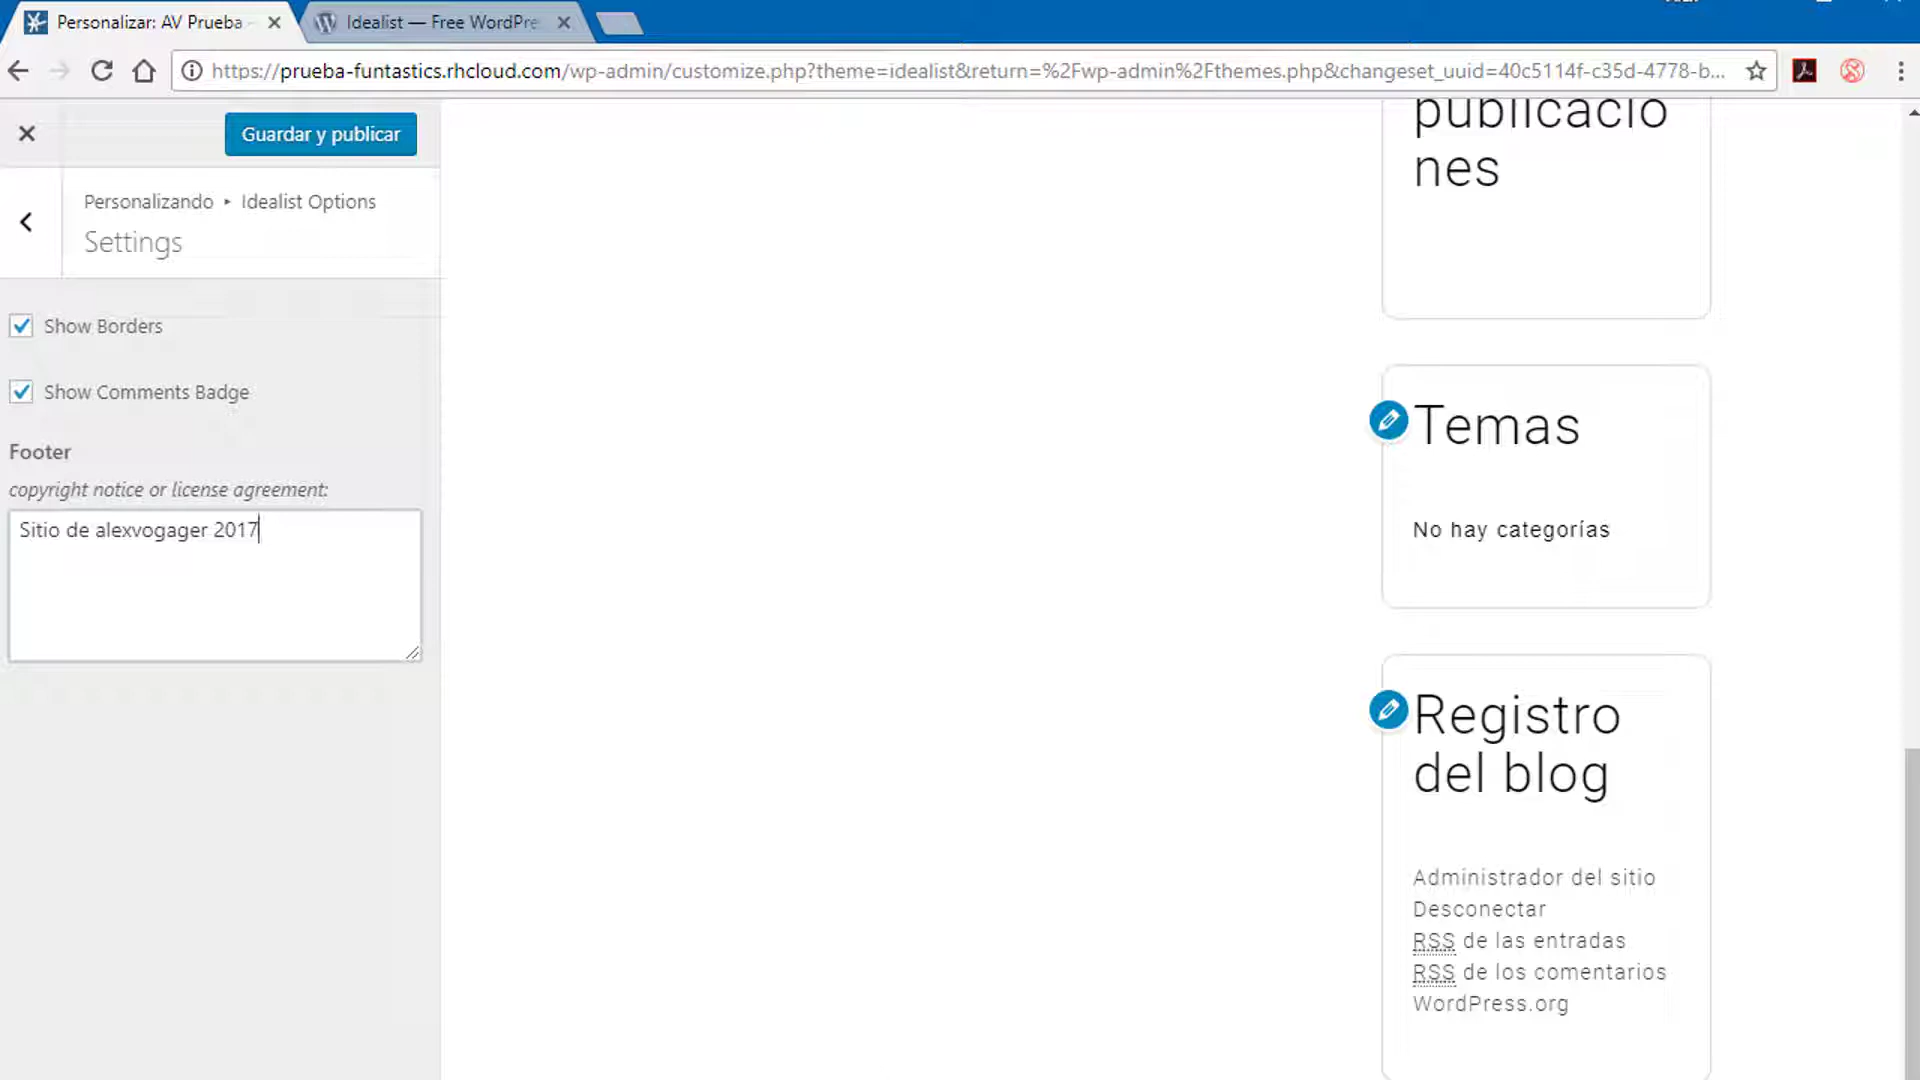 Personalizar: AV Prueba -
Idealist — Free WordPre
https://prueba-funtastics.rhcloud.com/wp-admin/customize.php?theme=idealist&return=%2Fwp-admin%2Fthemes.php&changeset_uuid=40c5114f-c35d-4778-b...
Guardar y publicar
Personalizando ▸ Idealist Options
Settings
Show Borders
Show Comments Badge
Footer
copyright notice or license agreement:
Sitio de alexvogager 2017
publicacio
nes
Temas
No hay categorías
Registro
del blog
Administrador del sitio
Desconectar
RSS de las entradas
RSS de los comentarios
WordPress.org